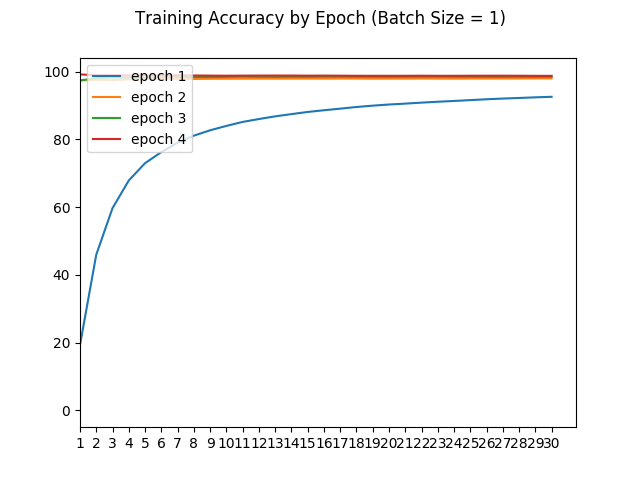 Training Accuracy by Epoch (Batch Size = 1)
100
80
60
40
20
0
epoch 1
epoch 2
epoch 3
epoch 4
1 2 3 4 5 6 7 8 9 10 11 12 13 14 15 16 17 18 19 20 21 22 23 24 25 26 27 28 29 30